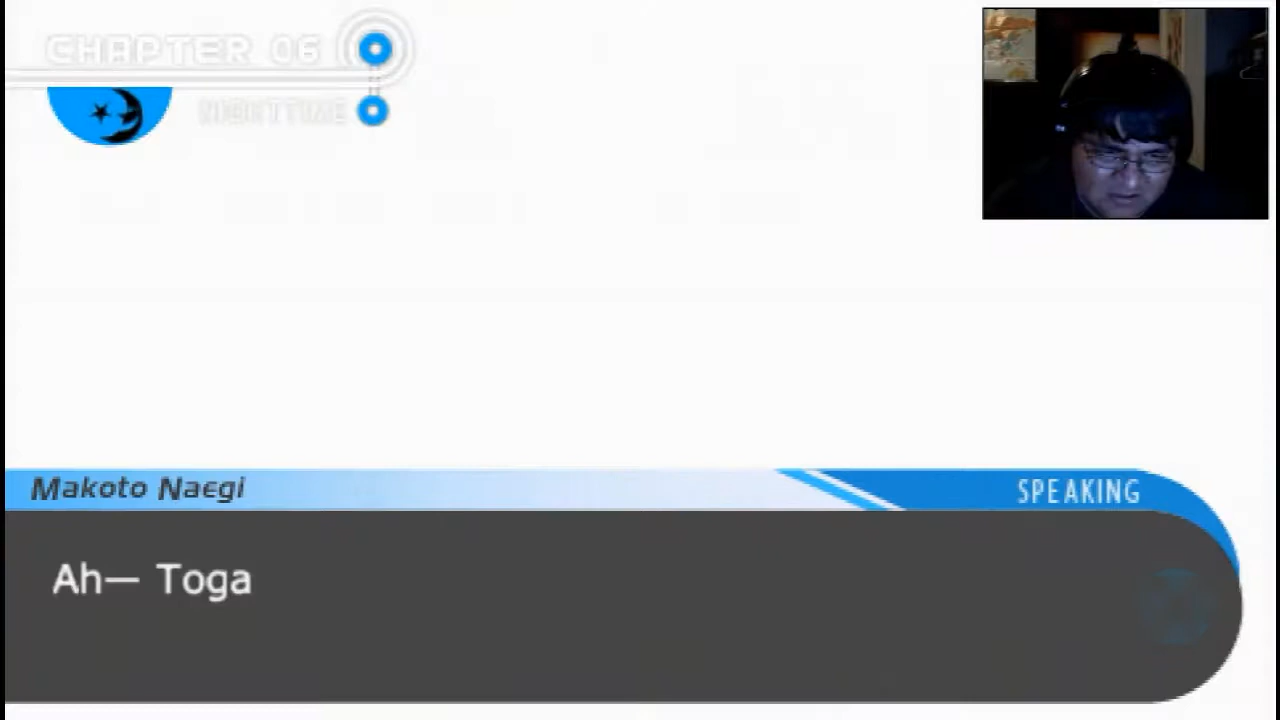 CHAPTER 06
NIGHTTIME
Makoto Naegi
SPEAKING
Ah— Toga